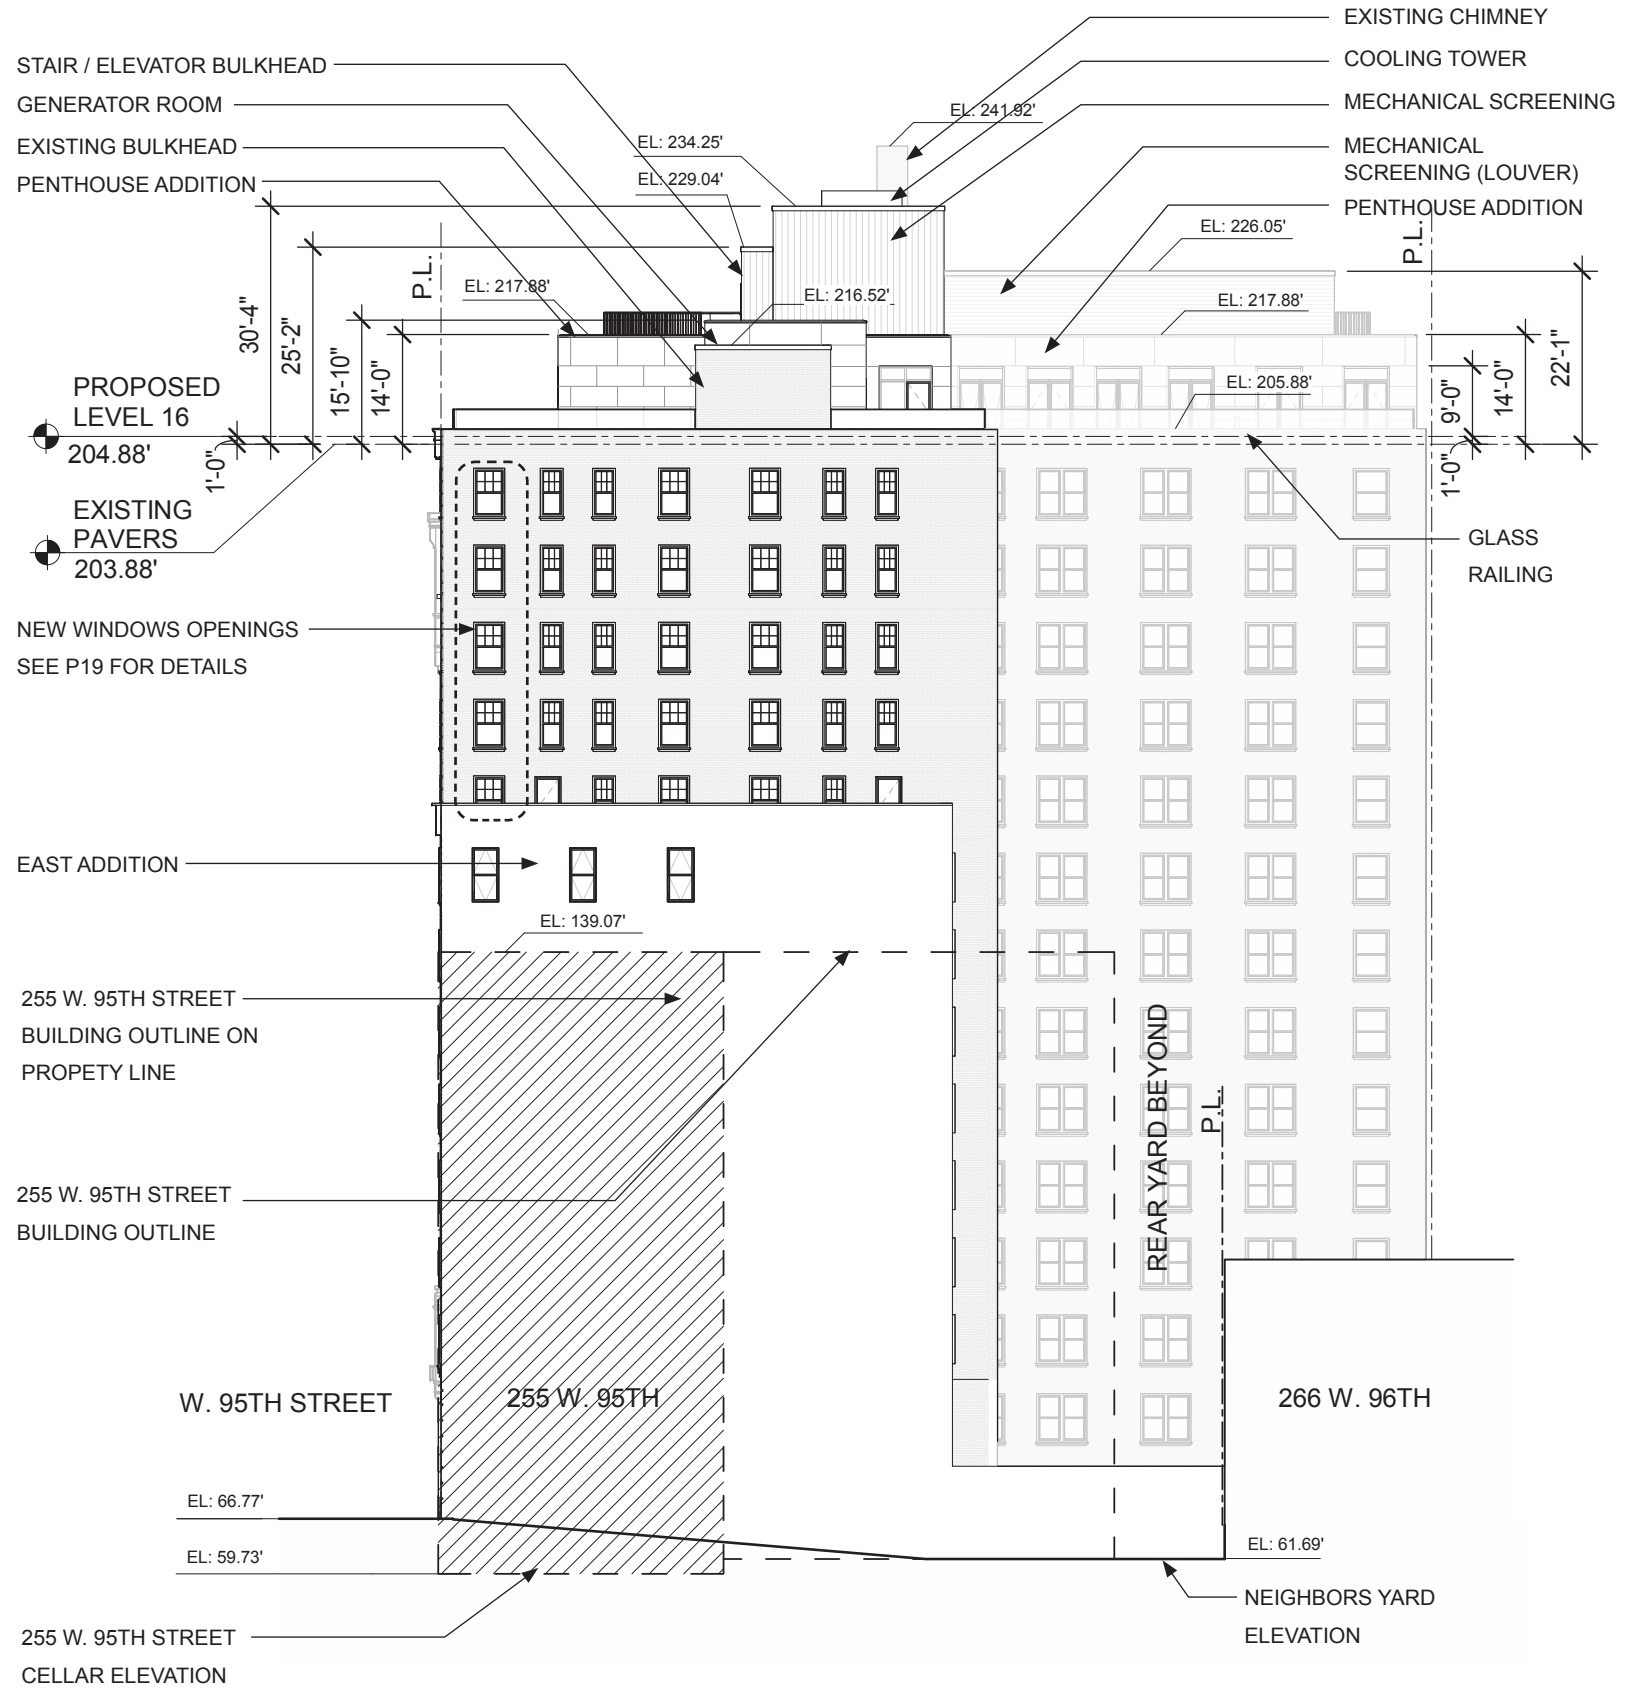 EXISTING CHIMNEY
COOLING TOWER
MECHANICAL SCREENING
MECHANICAL
SCREENING (LOUVER)
PENTHOUSE ADDITION
STAIR / ELEVATOR BULKHEAD
GENERATOR ROOM
EXISTING BULKHEAD
PENTHOUSE ADDITION
EL: 241.92'
EL: 234.25'
EL: 229.04'
EL: 226.05'
EL: 217.88'
EL: 216.52'
EL: 217.88'
EL: 205.88'
P.L.
P.L.
30'-4"
25'-2"
15'-10"
14'-0"
1'-0"
9'-0"
14'-0"
22'-1"
1'-0"
PROPOSED
LEVEL 16
204.88'
EXISTING
PAVERS
203.88'
GLASS
RAILING
NEW WINDOWS OPENINGS
SEE P19 FOR DETAILS
EAST ADDITION
EL: 139.07'
255 W. 95TH STREET
BUILDING OUTLINE ON
PROPETY LINE
REAR YARD BEYOND
P.L.
255 W. 95TH STREET
BUILDING OUTLINE
W. 95TH STREET
255 W. 95TH
266 W. 96TH
EL: 66.77'
EL: 59.73'
EL: 61.69'
NEIGHBORS YARD
ELEVATION
255 W. 95TH STREET
CELLAR ELEVATION